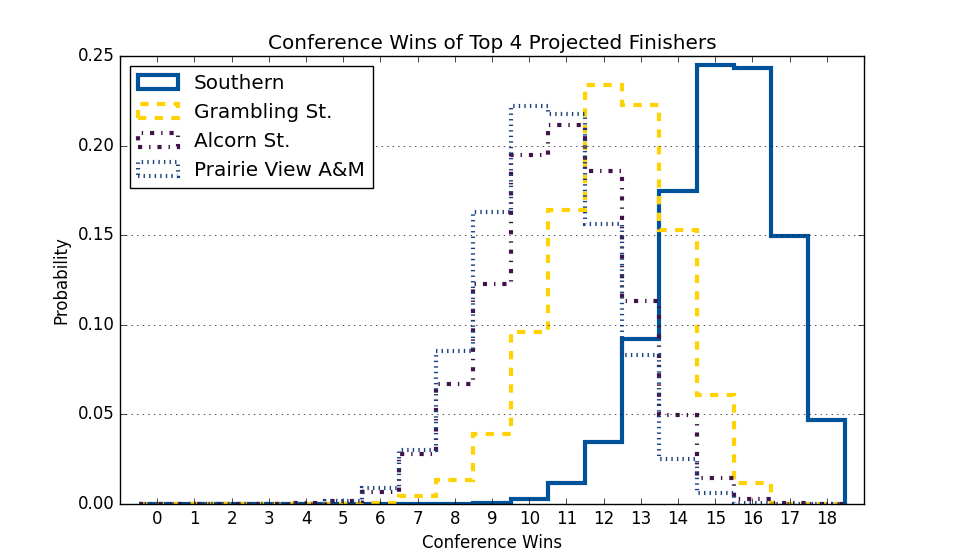 Conference Wins of Top 4 Projected Finishers
Southern
Grambling St.
Alcorn St.
Prairie View A&M
Probability
0.25
0.20
0.15
0.10
0.05
0.00
0 1 2 3 4 5 6 7 8 9 10 11 12 13 14 15 16 17 18
Conference Wins